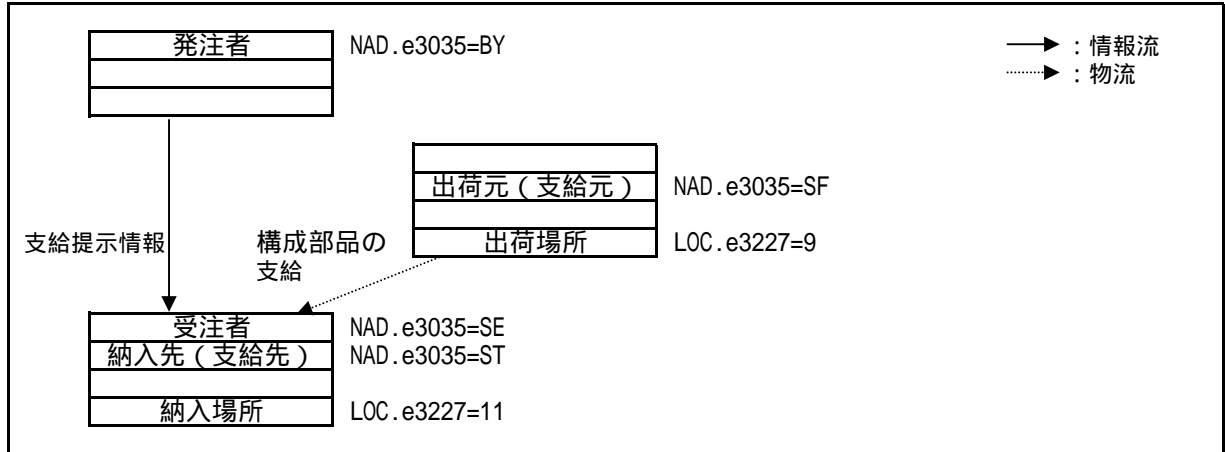 発注者 NAD.e3035=BY
：情報流
：物流
出荷元（支給元） NAD.e3035=SF
支給提示情報
構成部品の
支給
出荷場所 LOC.e3227=9
受注者 NAD.e3035=SE
納入先（支給先） NAD.e3035=ST
納入場所 LOC.e3227=11